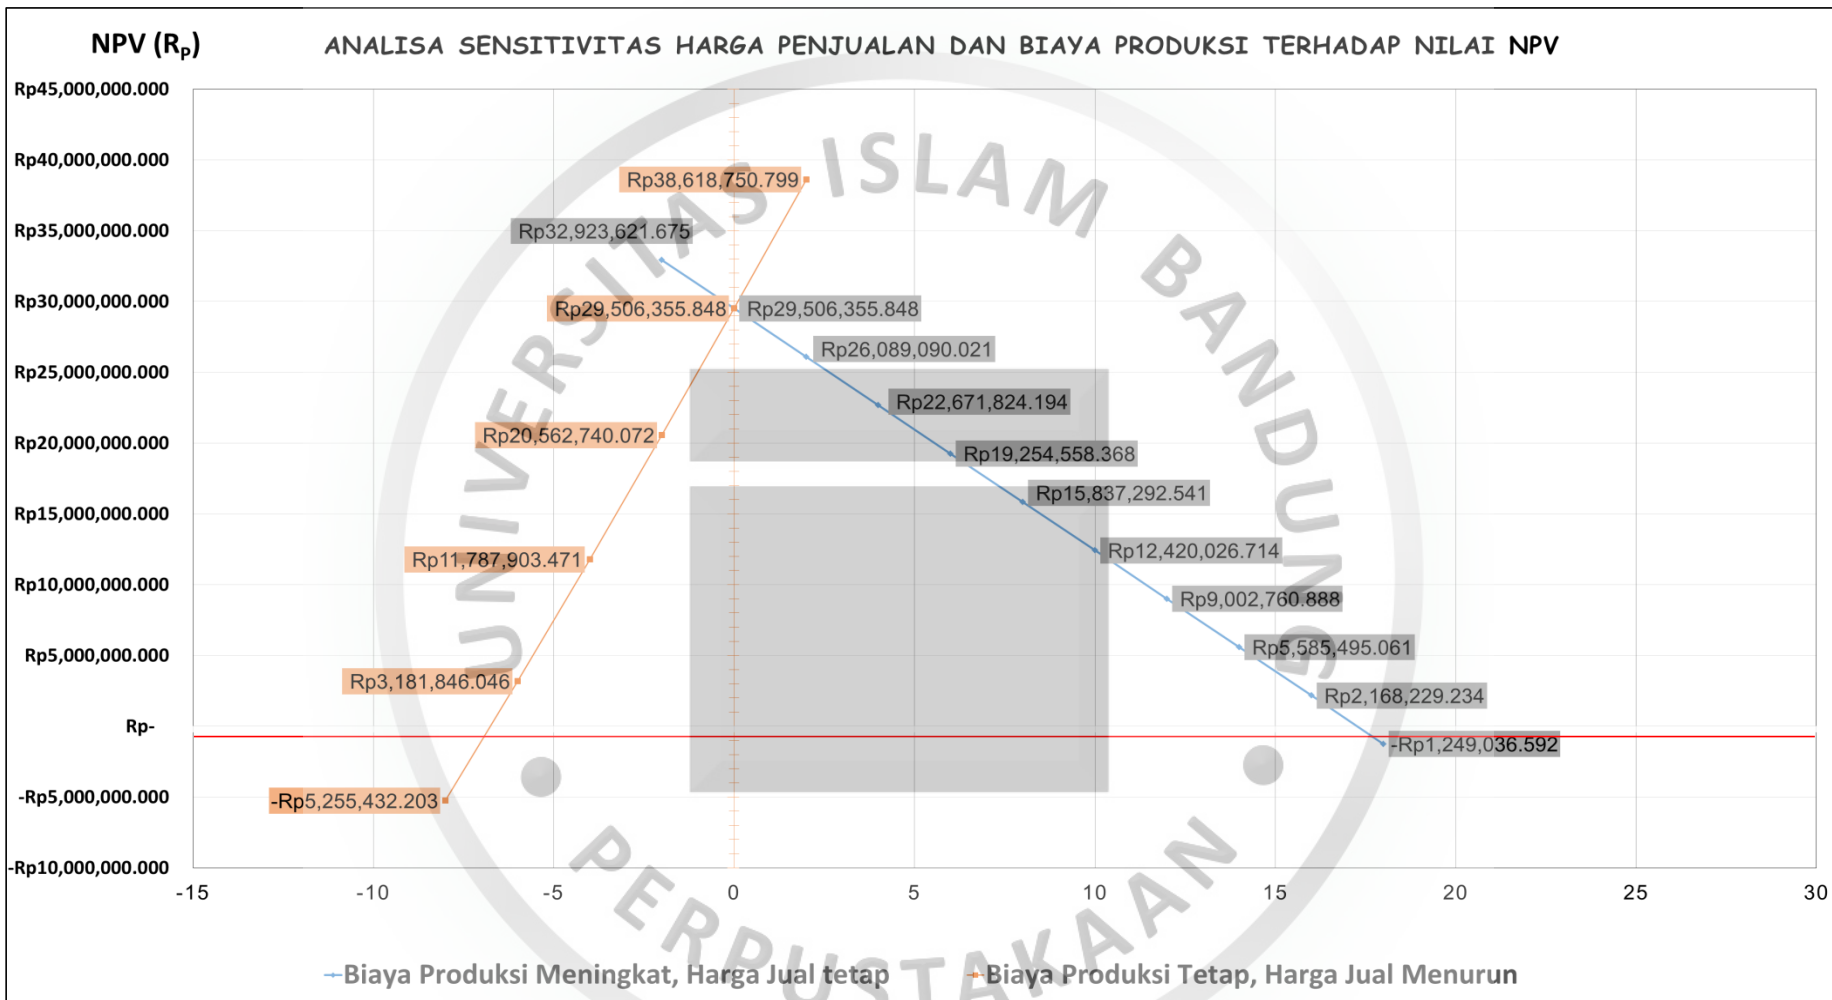 NPV (Rp)
ANALISA SENSITIVITAS HARGA PENJUALAN DAN BIAYA PRODUKSI TERHADAP NILAI NPV
Rp45,000,000.000
Rp40,000,000.000
Rp35,000,000.000
Rp30,000,000.000
Rp25,000,000.000
Rp20,000,000.000
Rp15,000,000.000
Rp10,000,000.000
Rp5,000,000.000
Rp-
-Rp5,000,000.000
-Rp10,000,000.000
Rp38,618,750.799
Rp32,923,621.675
Rp29,506,355.848
Rp29,506,355.848
Rp26,089,090.021
Rp22,671,824.194
Rp20,562,740.072
Rp19,254,558.368
Rp15,837,292.541
Rp12,420,026.714
Rp11,787,903.471
Rp9,002,760.888
Rp5,585,495.061
Rp3,181,846.046
Rp2,168,229.234
-Rp1,249,036.592
-Rp5,255,432.203
-15 -10 -5 0 5 10 15 20 25 30
Biaya Produksi Meningkat, Harga Jual tetap
Biaya Produksi Tetap, Harga Jual Menurun
UNIVERSITAS ISLAM BANDUNG
PERPUSTAKAAN